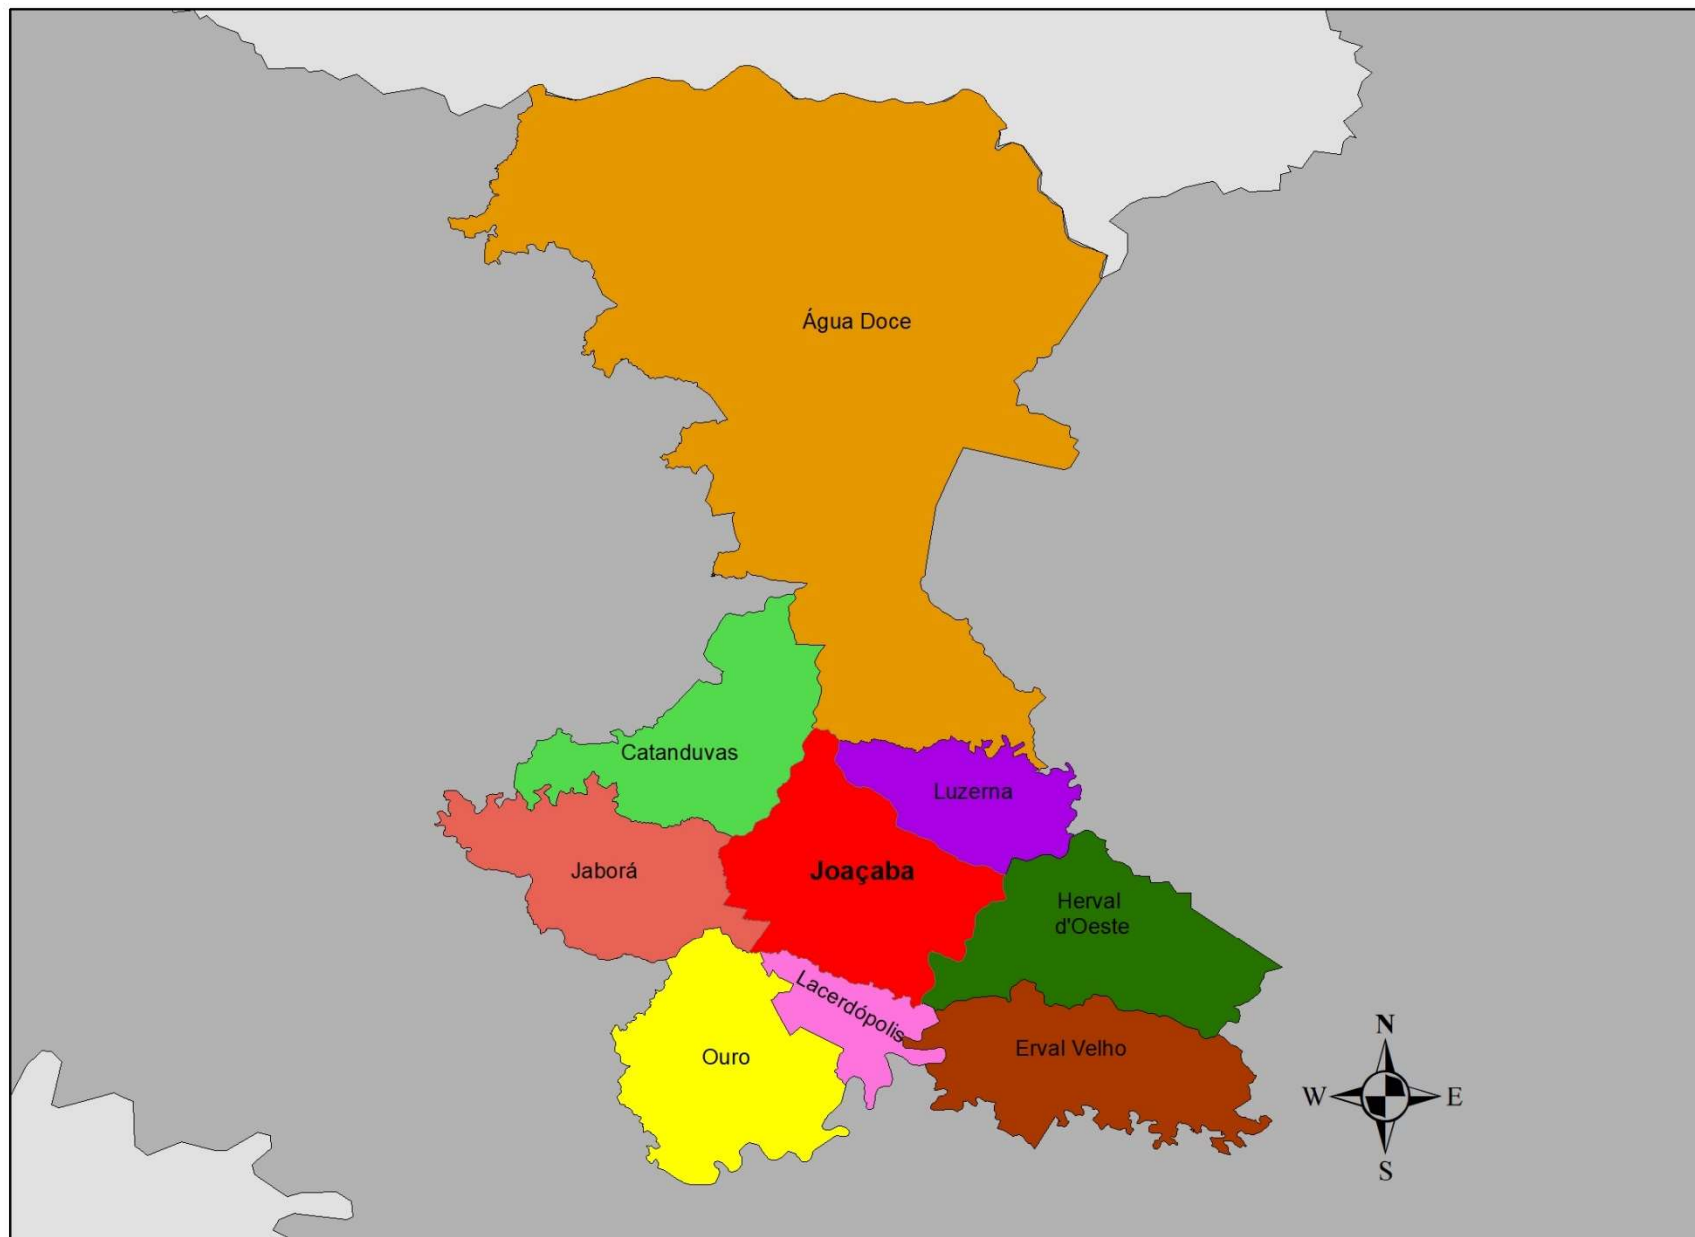 Água Doce
Catanduvas
Luzerna
Jaborá
Joaçaba
Herval
d'Oeste
Lacerdópolis
Ouro
Erval Velho
N
W
E
S